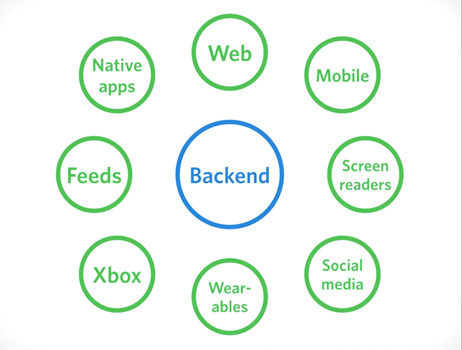 Web
Native
apps
Mobile
Feeds
Backend
Screen
readers
Xbox
Wear-
ables
Social
media